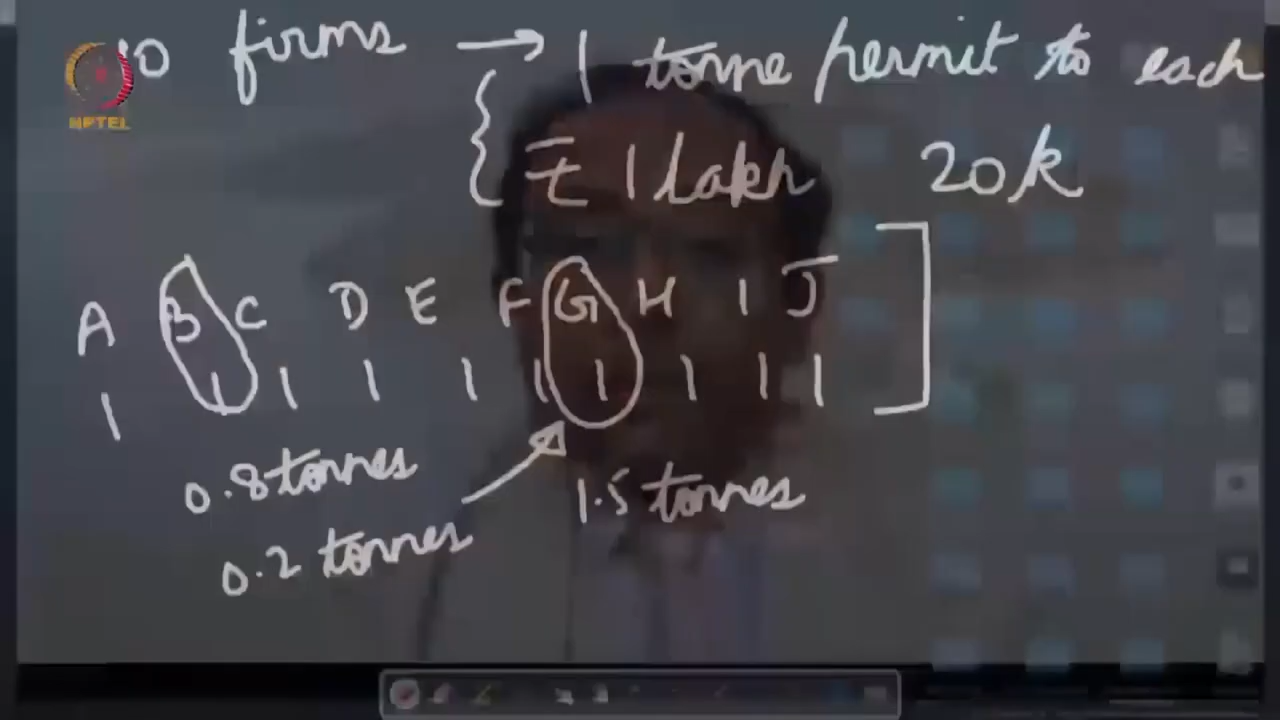 10 firms → 1 tonne permit to each
{ ₹ 1 lakh 20k
A B C D E F G H I J ]
1 1 1 1 1 1 1 1 1 1
0.8 tonnes 1.5 tonnes
0.2 tonnes
NPTEL